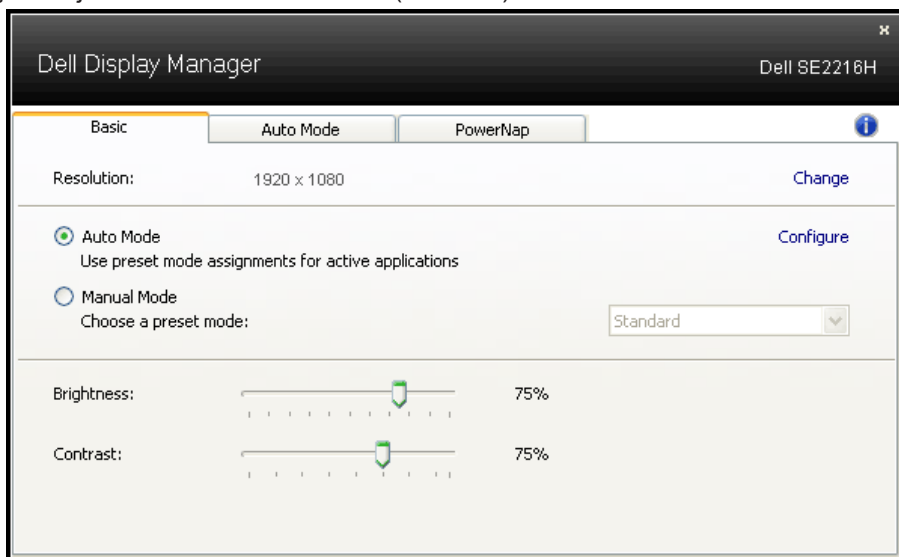 Dell Display Manager
Dell SE2216H
Basic
Auto Mode
PowerNap
Resolution:
1920 x 1080
Change
Auto Mode
Configure
Use preset mode assignments for active applications
Manual Mode
Choose a preset mode:
Standard
Brightness:
75%
Contrast:
75%